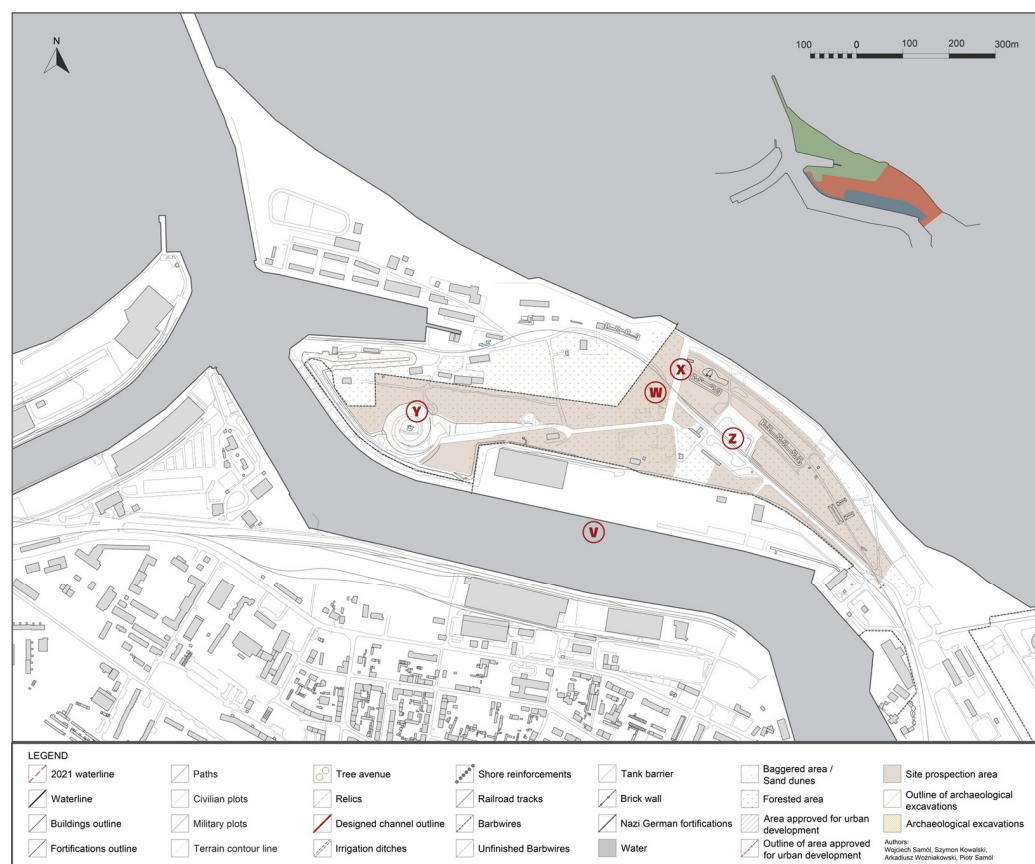 N
100 0 100 200 300m
X
W
Y
Z
V
LEGEND
2021 waterline
Waterline
Buildings outline
Fortifications outline
Paths
Civilian plots
Military plots
Terrain contour line
Tree avenue
Relics
Designed channel outline
Irrigation ditches
Shore reinforcements
Railroad tracks
Barbwires
Unfinished Barbwires
Tank barrier
Brick wall
Nazi German fortifications
Water
Baggered area /
Sand dunes
Forested area
Area approved for urban
development
Outline of area approved
for urban development
Site prospection area
Outline of archaeological
excavations
Archaeological excavations
Authors:
Wojciech Samól, Szymon Kowalski,
Arkadiusz Woźniakowski, Piotr Samól